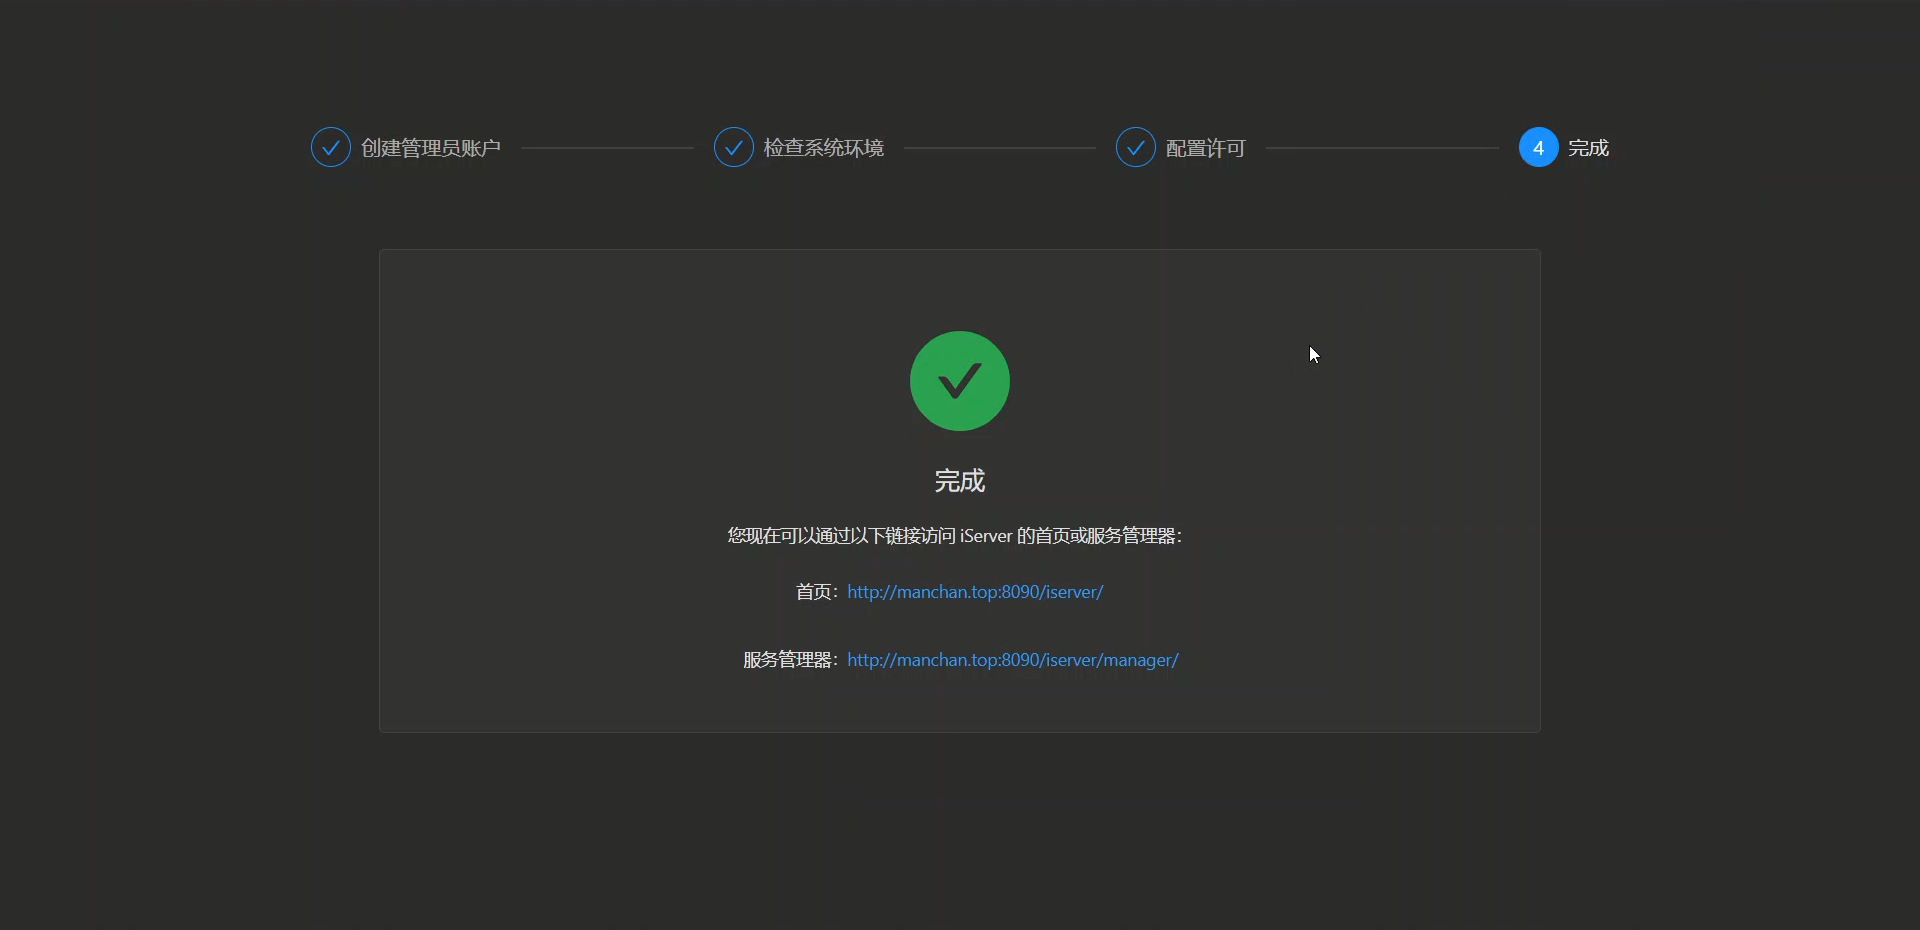 创建管理员账户 检查系统环境 配置许可 4 完成
完成
您现在可以通过以下链接访问 iServer 的首页或服务管理器：
首页：http://manchan.top:8090/iserver/
服务管理器：http://manchan.top:8090/iserver/manager/